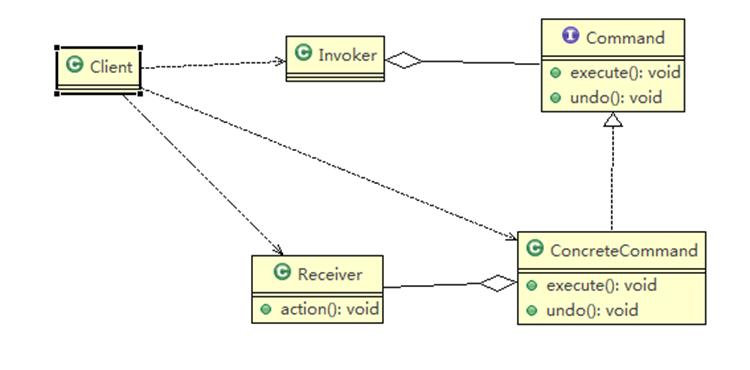 C Client
C Invoker
I Command
execute(): void
undo(): void
C Receiver
action(): void
C ConcreteCommand
execute(): void
undo(): void